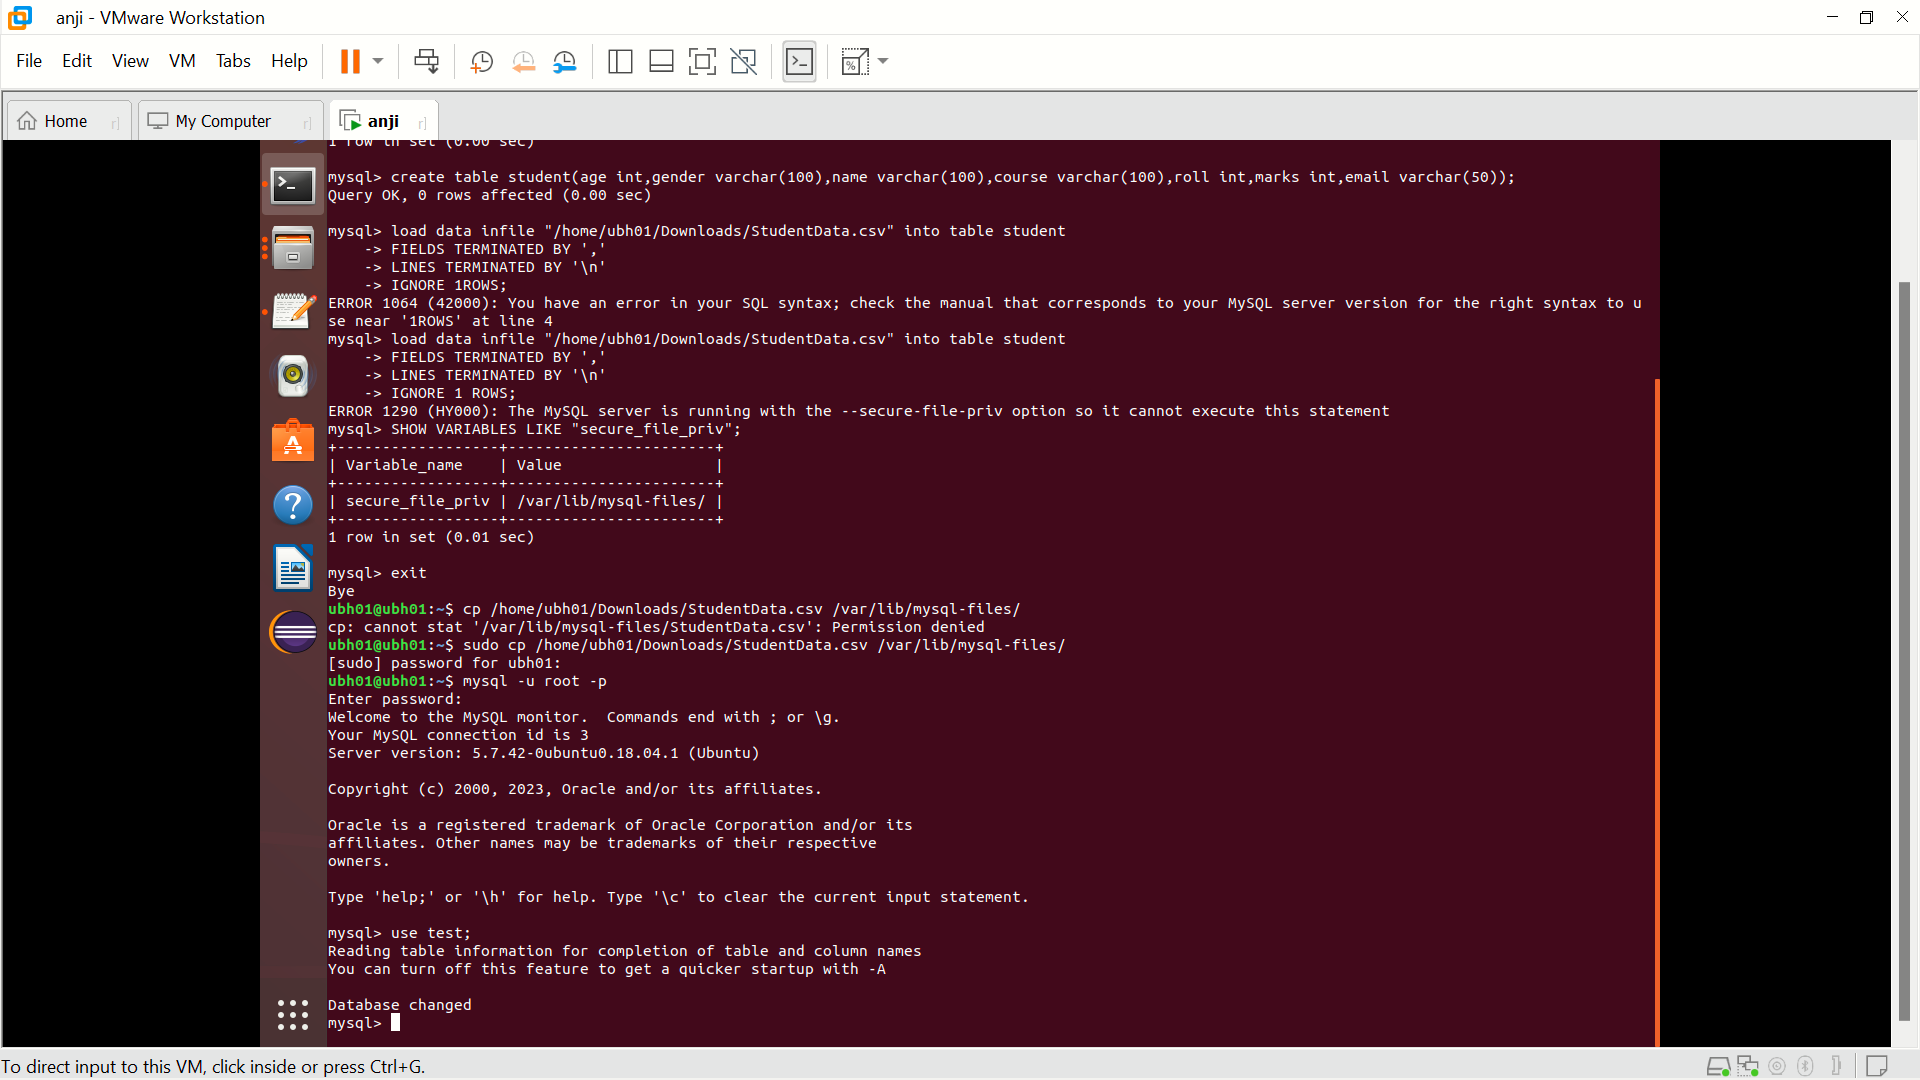 anji - VMware Workstation
File Edit View VM Tabs Help
Home My Computer anji
1 row in set (0.00 sec)
mysql> create table student(age int,gender varchar(100),name varchar(100),course varchar(100),roll int,marks int,email varchar(50));
Query OK, 0 rows affected (0.00 sec)
mysql> load data infile "/home/ubh01/Downloads/StudentData.csv" into table student
    -> FIELDS TERMINATED BY ','
    -> LINES TERMINATED BY '\n'
    -> IGNORE 1ROWS;
ERROR 1064 (42000): You have an error in your SQL syntax; check the manual that corresponds to your MySQL server version for the right syntax to u
se near '1ROWS' at line 4
mysql> load data infile "/home/ubh01/Downloads/StudentData.csv" into table student
    -> FIELDS TERMINATED BY ','
    -> LINES TERMINATED BY '\n'
    -> IGNORE 1 ROWS;
ERROR 1290 (HY000): The MySQL server is running with the --secure-file-priv option so it cannot execute this statement
mysql> SHOW VARIABLES LIKE "secure_file_priv";
+------------------+-----------------------+
| Variable_name    | Value                 |
+------------------+-----------------------+
| secure_file_priv | /var/lib/mysql-files/ |
+------------------+-----------------------+
1 row in set (0.01 sec)
mysql> exit
Bye
ubh01@ubh01:~$ cp /home/ubh01/Downloads/StudentData.csv /var/lib/mysql-files/
cp: cannot stat '/var/lib/mysql-files/StudentData.csv': Permission denied
ubh01@ubh01:~$ sudo cp /home/ubh01/Downloads/StudentData.csv /var/lib/mysql-files/
[sudo] password for ubh01:
ubh01@ubh01:~$ mysql -u root -p
Enter password:
Welcome to the MySQL monitor.  Commands end with ; or \g.
Your MySQL connection id is 3
Server version: 5.7.42-0ubuntu0.18.04.1 (Ubuntu)
Copyright (c) 2000, 2023, Oracle and/or its affiliates.
Oracle is a registered trademark of Oracle Corporation and/or its
affiliates. Other names may be trademarks of their respective
owners.
Type 'help;' or '\h' for help. Type '\c' to clear the current input statement.
mysql> use test;
Reading table information for completion of table and column names
You can turn off this feature to get a quicker startup with -A
Database changed
mysql>
To direct input to this VM, click inside or press Ctrl+G.